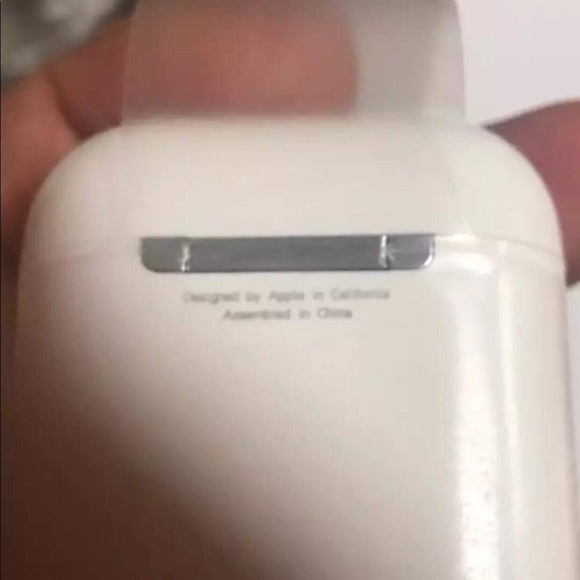 Designed by Apple in California
Assembled in China